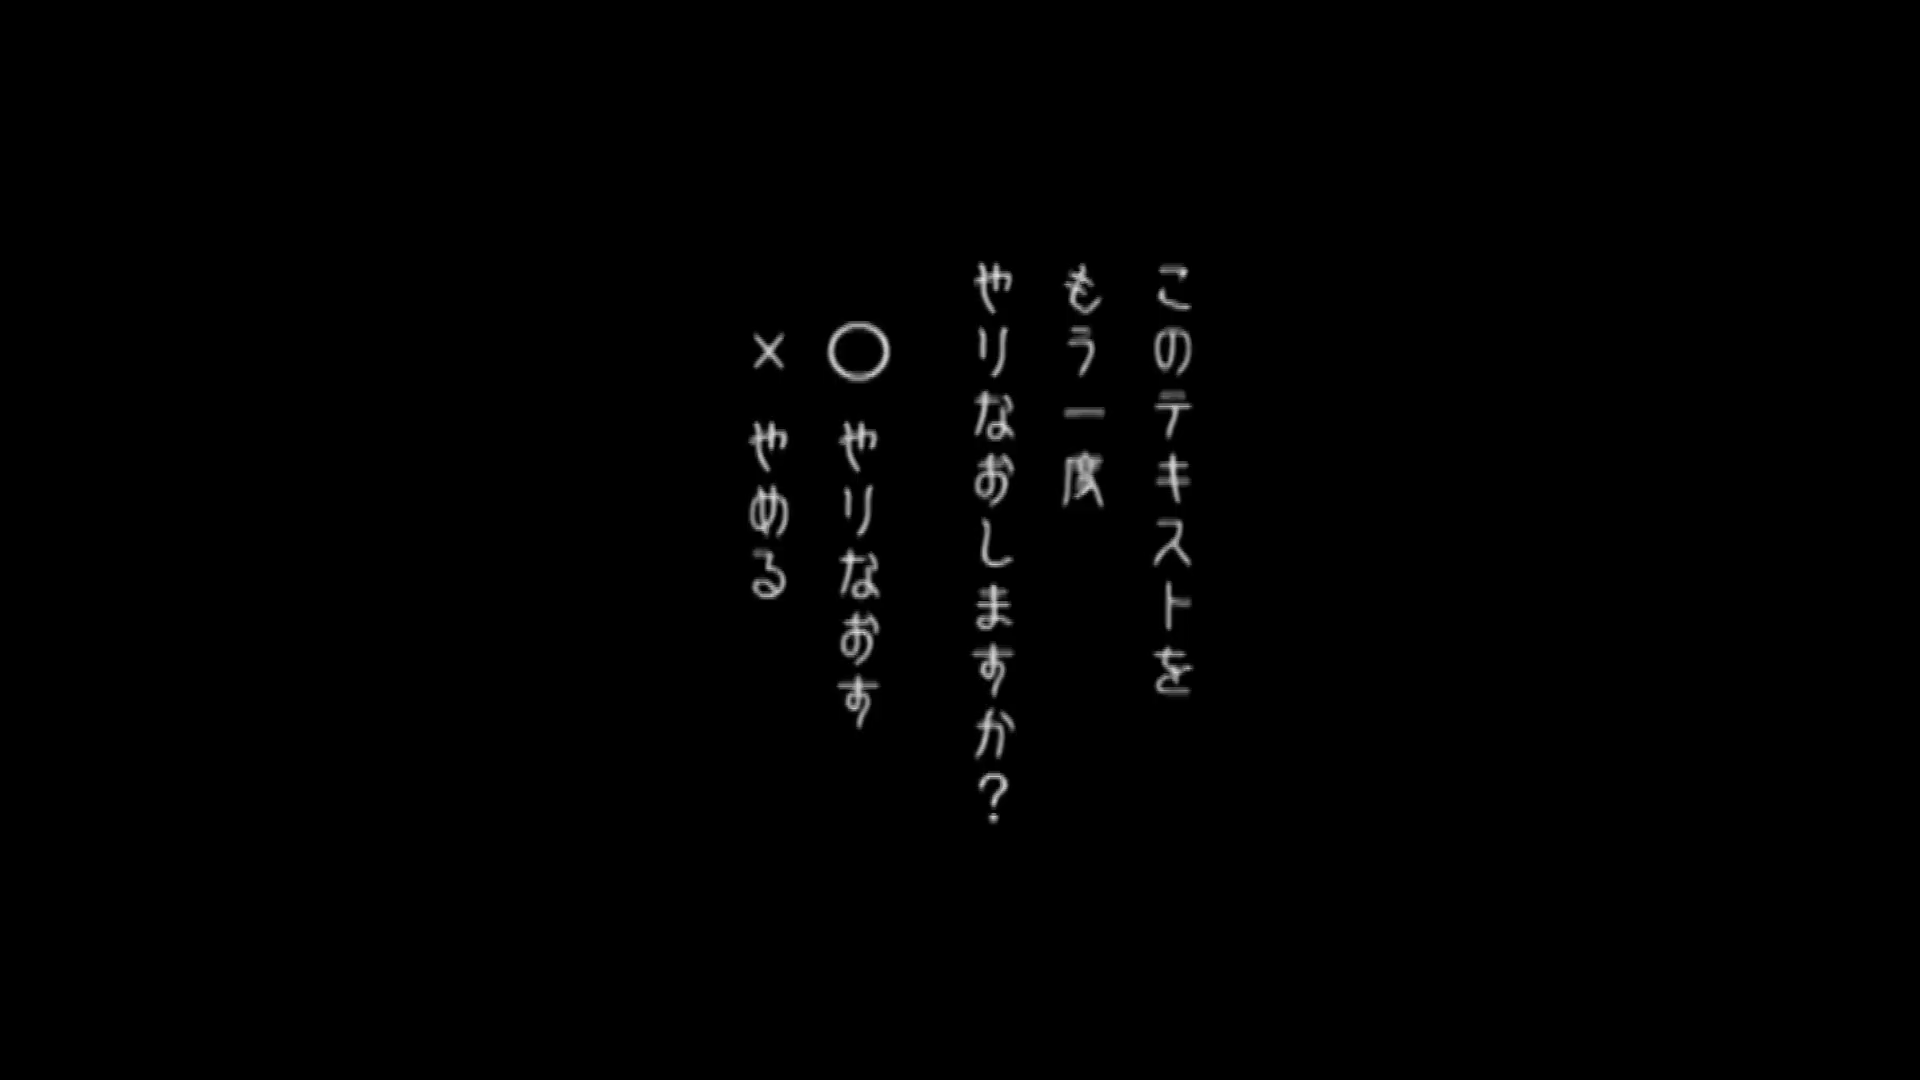 このテキストを
もう一度
やりなおしますか？
○ やりなおす
× やめる